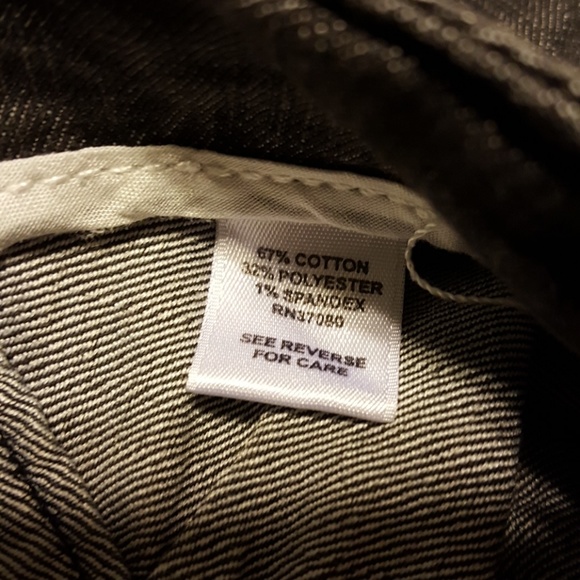 67% COTTON
32% POLYESTER
1% SPANDEX
RN37080
SEE REVERSE
FOR CARE